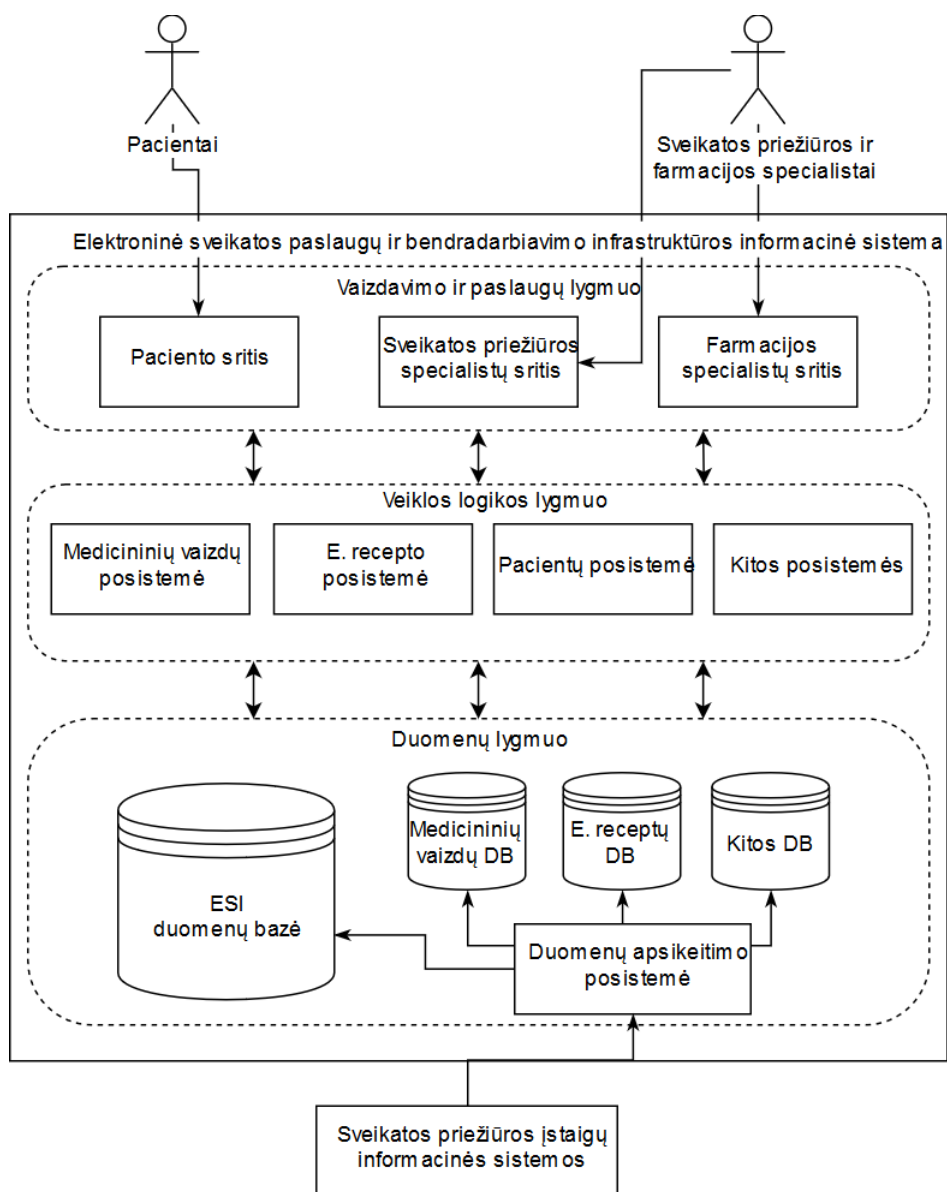 Pacientai
Sveikatos priežiūros ir
farmacijos specialistai
Elektroninė sveikatos paslaugų ir bendradarbiavimo infrastruktūros informacinė sistema
Vaizdavimo ir paslaugų lygmuo
Paciento sritis
Sveikatos priežiūros
specialistų sritis
Farmacijos
specialistų sritis
Veiklos logikos lygmuo
Medicininių vaizdų
posistemė
E. recepto
posistemė
Pacientų posistemė
Kitos posistemės
Duomenų lygmuo
ESI
duomenų bazė
Medicininių
vaizdų DB
E. receptų
DB
Kitos DB
Duomenų apsikeitimo
posistemė
Sveikatos priežiūros įstaigų
informacinės sistemos